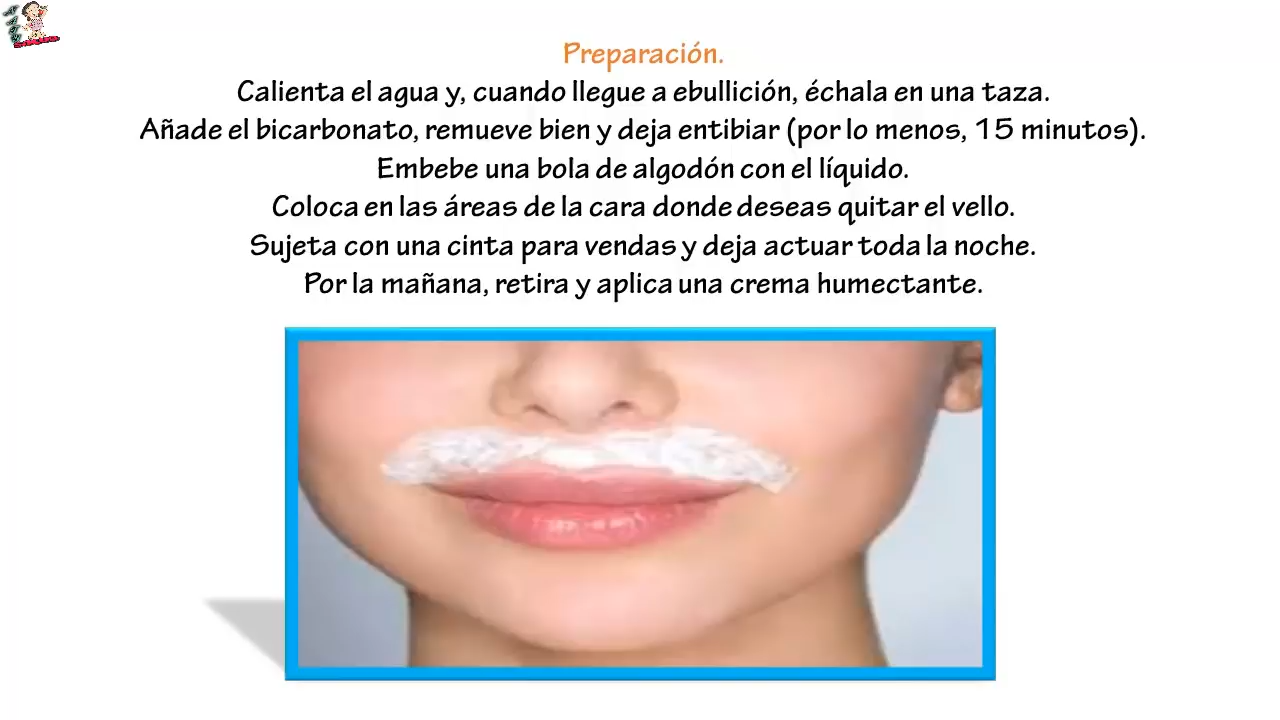 Preparación.
Calienta el agua y, cuando llegue a ebullición, échala en una taza.
Añade el bicarbonato, remueve bien y deja entibiar (por lo menos, 15 minutos).
Embebe una bola de algodón con el líquido.
Coloca en las áreas de la cara donde deseas quitar el vello.
Sujeta con una cinta para vendas y deja actuar toda la noche.
Por la mañana, retira y aplica una crema humectante.